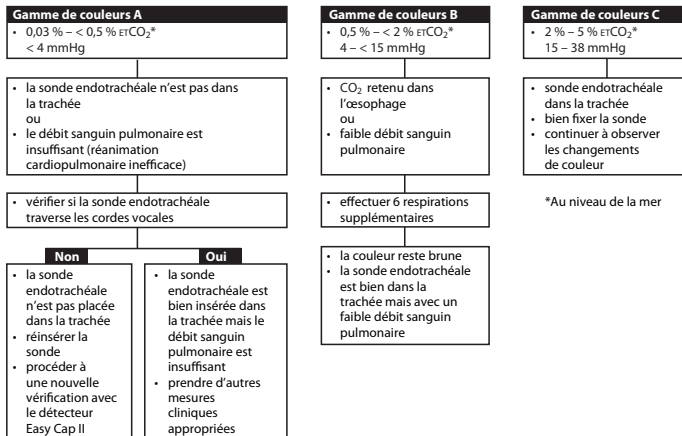 Gamme de couleurs A
• 0,03 % – < 0,5 % ETCO₂*
< 4 mmHg
• la sonde endotrachéale n'est pas dans
la trachée
ou
• le débit sanguin pulmonaire est
insuffisant (réanimation
cardiopulmonaire inefficace)
• vérifier si la sonde endotrachéale
traverse les cordes vocales
Non
• la sonde
endotrachéale
n'est pas placée
dans la trachée
• réinsérer la
sonde
• procéder à
une nouvelle
vérification avec
le détecteur
Easy Cap II
Oui
• la sonde
endotrachéale est
bien insérée dans
la trachée mais le
débit sanguin
pulmonaire est
insuffisant
• prendre d'autres
mesures
cliniques
appropriées
Gamme de couleurs B
• 0,5 % – < 2 % ETCO₂*
4 – < 15 mmHg
• CO₂ retenu dans
l'œsophage
ou
• faible débit sanguin
pulmonaire
• effectuer 6 respirations
supplémentaires
• la couleur reste brune
• la sonde endotrachéale
est bien dans la
trachée mais avec un
faible débit sanguin
pulmonaire
Gamme de couleurs C
• 2 % – 5 % ETCO₂*
15 – 38 mmHg
• sonde endotrachéale
dans la trachée
• bien fixer la sonde
• continuer à observer
les changements
de couleur
*Au niveau de la mer